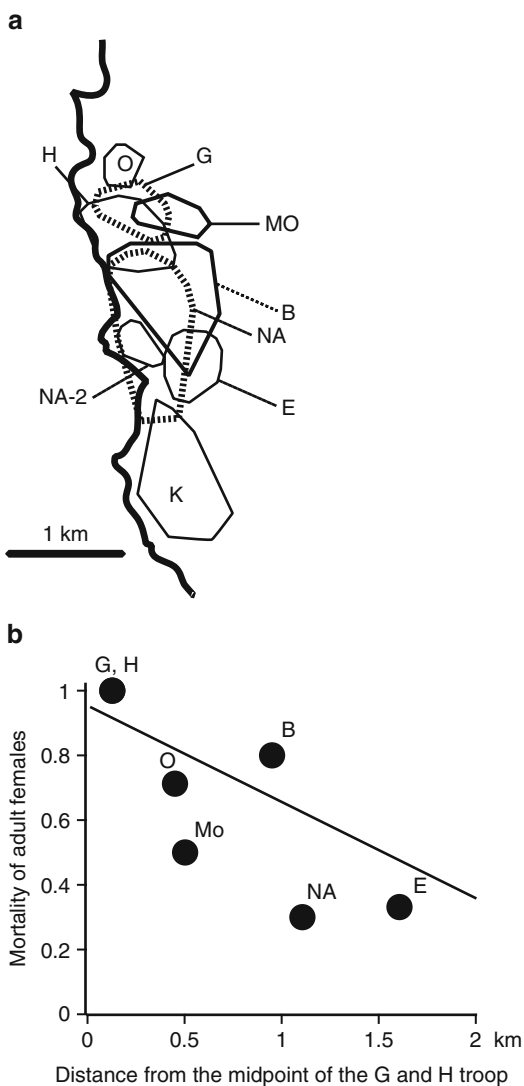 a
O
H
G
MO
B
NA
NA-2
E
K
1 km
b
G, H
1
B
0.8
O
Mo
0.6
0.4
NA
E
0.2
0
Mortality of adult females
0 0.5 1 1.5 2 km
Distance from the midpoint of the G and H troop